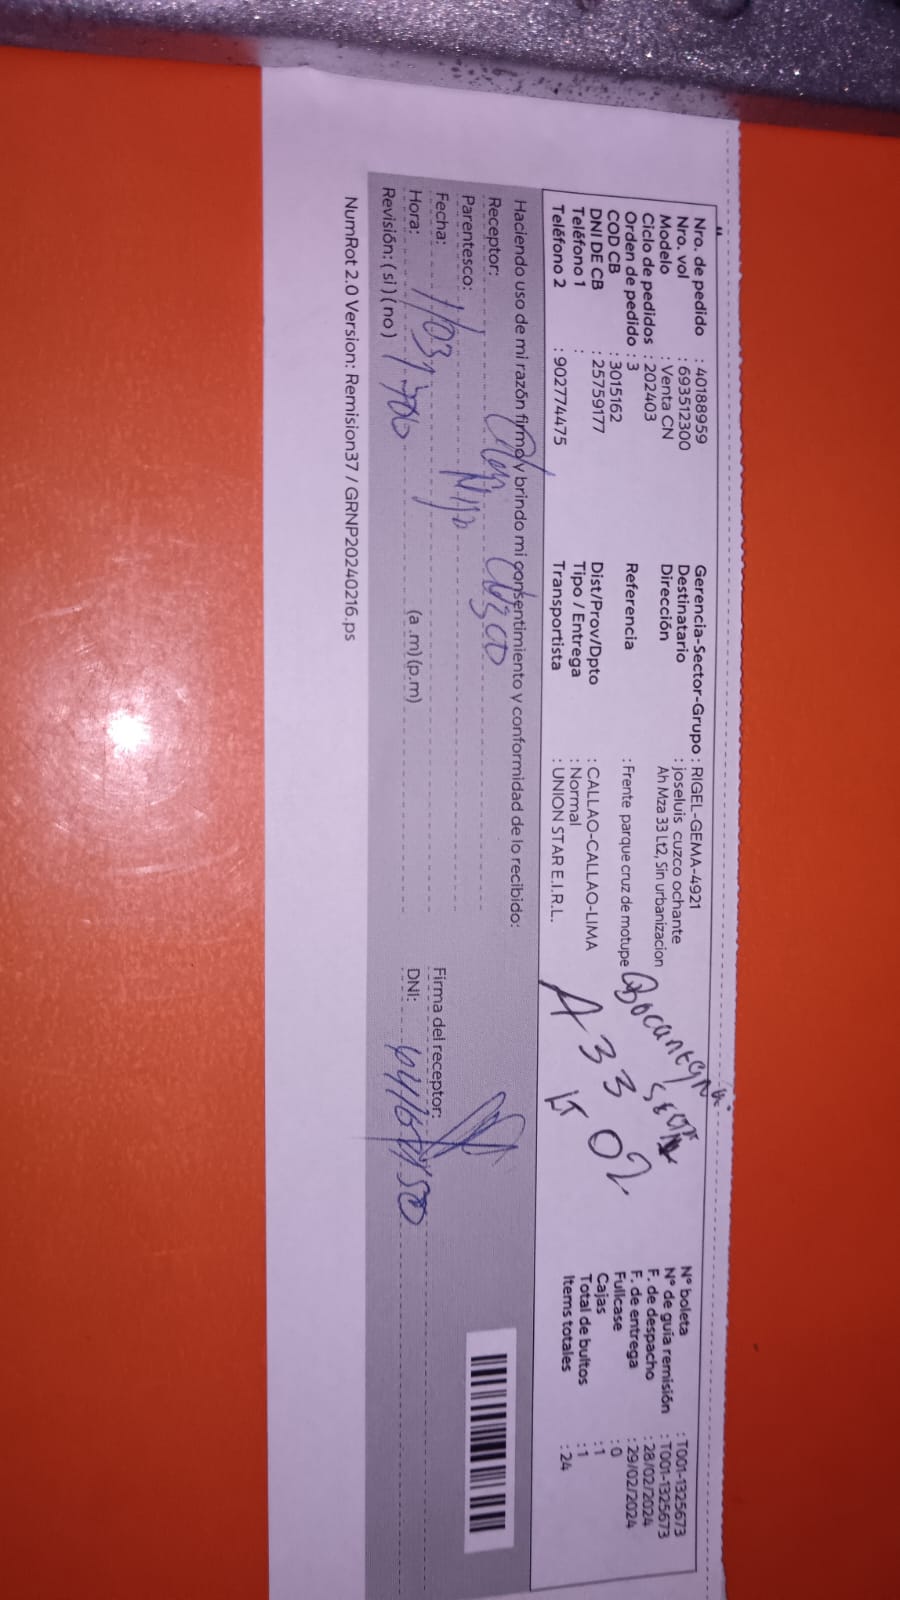 Nro. de pedido : 40188959
Nro. vol : 693512300
Modelo : Venta CN
Ciclo de pedidos : 202403
Orden de pedido : 3
COD CB : 3015162
DNI DE CB : 25759177
Teléfono 1 :
Teléfono 2 : 902774475
Gerencia-Sector-Grupo : RIGEL-GEMA-4921
Destinatario : joseluis cuzco ochante
Dirección Ah Mza 33 Lt2, Sin urbanizacion
Referencia : Frente parque cruz de motupe
Dist/Prov/Dpto : CALLAO-CALLAO-LIMA
Tipo / Entrega : Normal
Transportista : UNION STAR E.I.R.L.
A 33 02
N° boleta : T001-1325673
N° de guía remisión : T001-1325673
F. de despacho : 28/02/2024
F. de entrega : 29/02/2024
Fullcase : 0
Cajas : 1
Total de bultos : 1
Items totales : 24
Haciendo uso de mi razón firmo y brindo mi consentimiento y conformidad de lo recibido:
Receptor: Cuzco
Parentesco:
Fecha: 1/03/
Hora: (a .m) (p.m)
Revisión: ( si ) ( no )
Firma del receptor:
DNI:
NumRot 2.0 Version: Remision37 / GRNP20240216.ps